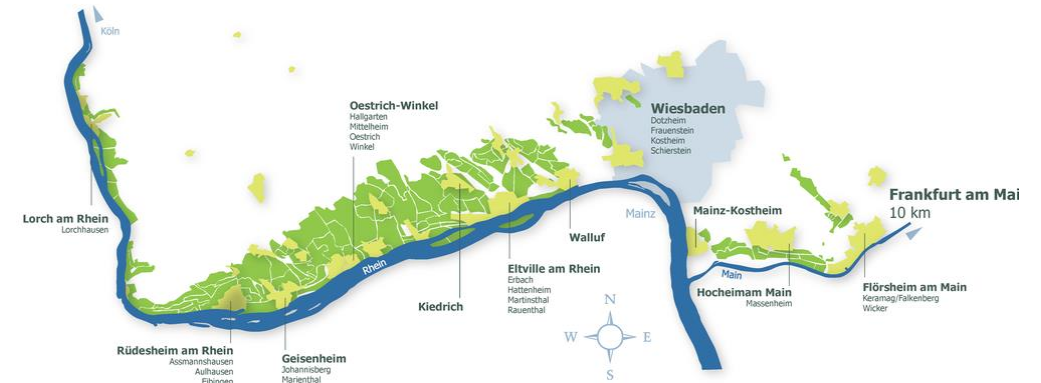 Köln
Oestrich-Winkel
Hallgarten
Mittelheim
Oestrich
Winkel
Wiesbaden
Dotzheim
Frauenstein
Kostheim
Schierstein
Lorch am Rhein
Lorchhausen
Mainz
Mainz-Kostheim
Frankfurt am Mai
10 km
Walluf
Rhein
Eltville am Rhein
Erbach
Hattenheim
Martinsthal
Rauenthal
Kiedrich
Main
Hocheimam Main
Massenheim
Flörsheim am Main
Keramag/Falkenberg
Wicker
N
W
E
S
Rüdesheim am Rhein
Assmannshausen
Aulhausen
Eibingen
Geisenheim
Johannisberg
Marienthal